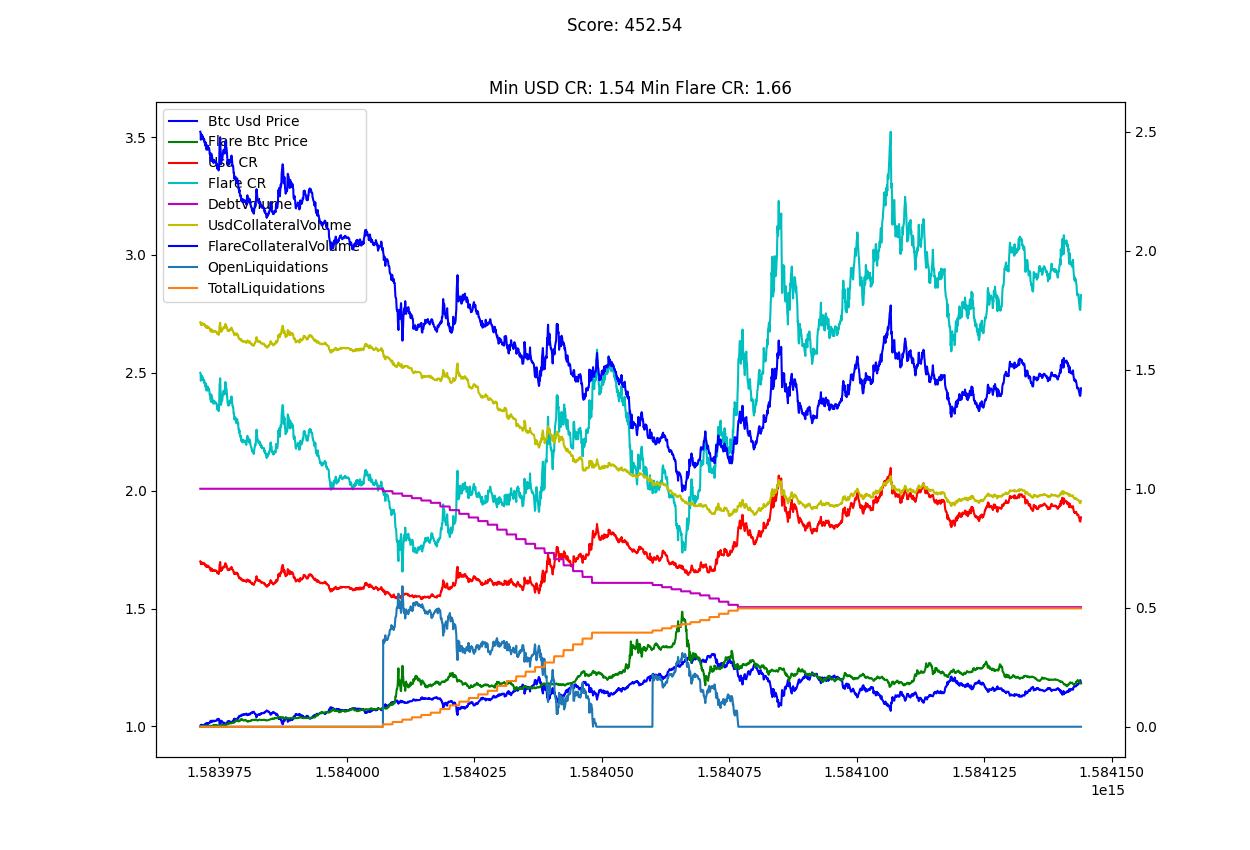 Score: 452.54
Min USD CR: 1.54 Min Flare CR: 1.66
Btc Usd Price
Flare Btc Price
Usd CR
Flare CR
DebtVolume
UsdCollateralVolume
FlareCollateralVolume
OpenLiquidations
TotalLiquidations
3.5
3.0
2.5
2.0
1.5
1.0
2.5
2.0
1.5
1.0
0.5
0.0
1.583975 1.584000 1.584025 1.584050 1.584075 1.584100 1.584125 1.584150
1e15